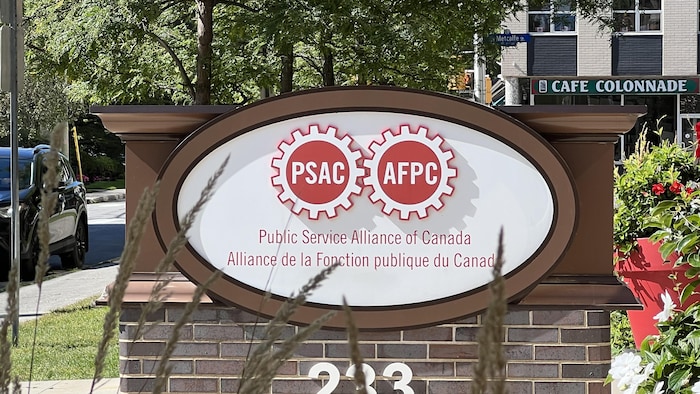 Metcalfe
CAFE COLONNADE
PSAC AFPC
Public Service Alliance of Canada
Alliance de la Fonction publique du Canad
233